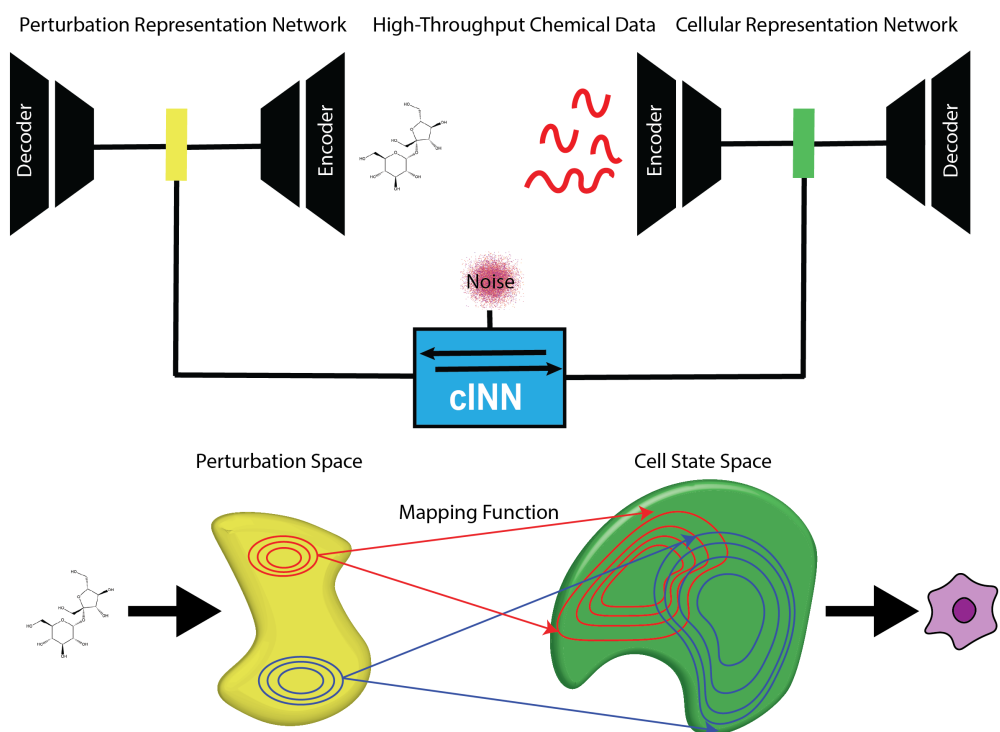 Perturbation Representation Network
High-Throughput Chemical Data
Cellular Representation Network
Decoder
Encoder
Encoder
Decoder
Noise
cINN
Perturbation Space
Cell State Space
Mapping Function